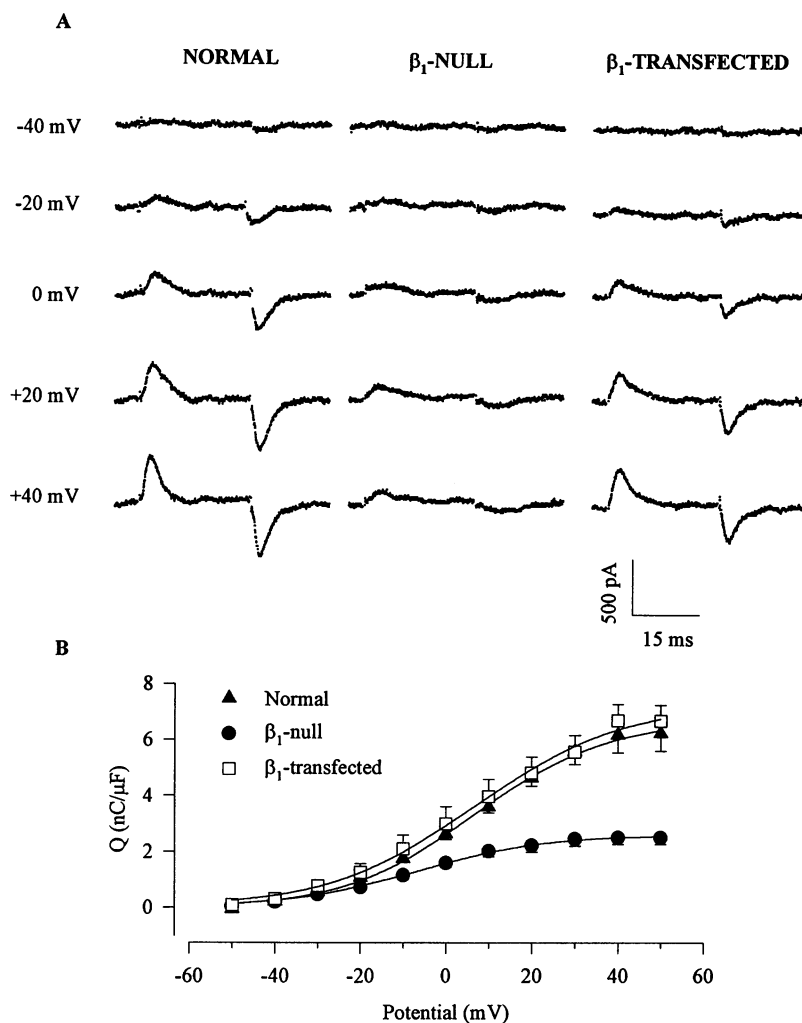 A
NORMAL β₁-NULL β₁-TRANSFECTED
-40 mV
-20 mV
0 mV
+20 mV
+40 mV
500 pA
15 ms
B
Normal
β₁-null
β₁-transfected
Q (nC/μF)
8
6
4
2
0
-60 -40 -20 0 20 40 60
Potential (mV)